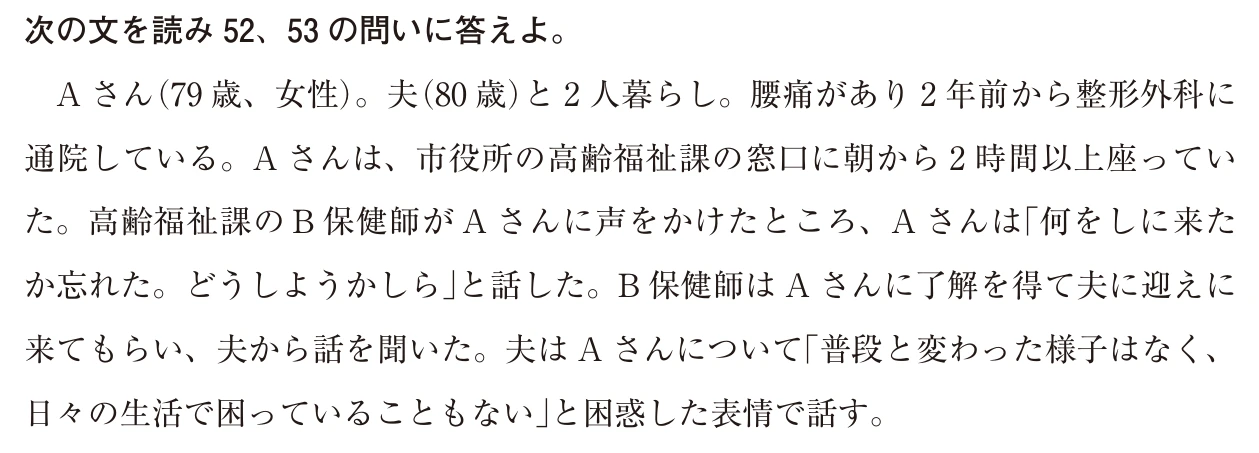 次の文を読み 52、53 の問いに答えよ。
A さん(79 歳、女性)。夫(80 歳)と 2 人暮らし。腰痛があり 2 年前から整形外科に
通院している。A さんは、市役所の高齢福祉課の窓口に朝から 2 時間以上座ってい
た。高齢福祉課の B 保健師が A さんに声をかけたところ、A さんは「何をしに来た
か忘れた。どうしようかしら」と話した。B 保健師は A さんに了解を得て夫に迎えに
来てもらい、夫から話を聞いた。夫は A さんについて「普段と変わった様子はなく、
日々の生活で困っていることもない」と困惑した表情で話す。